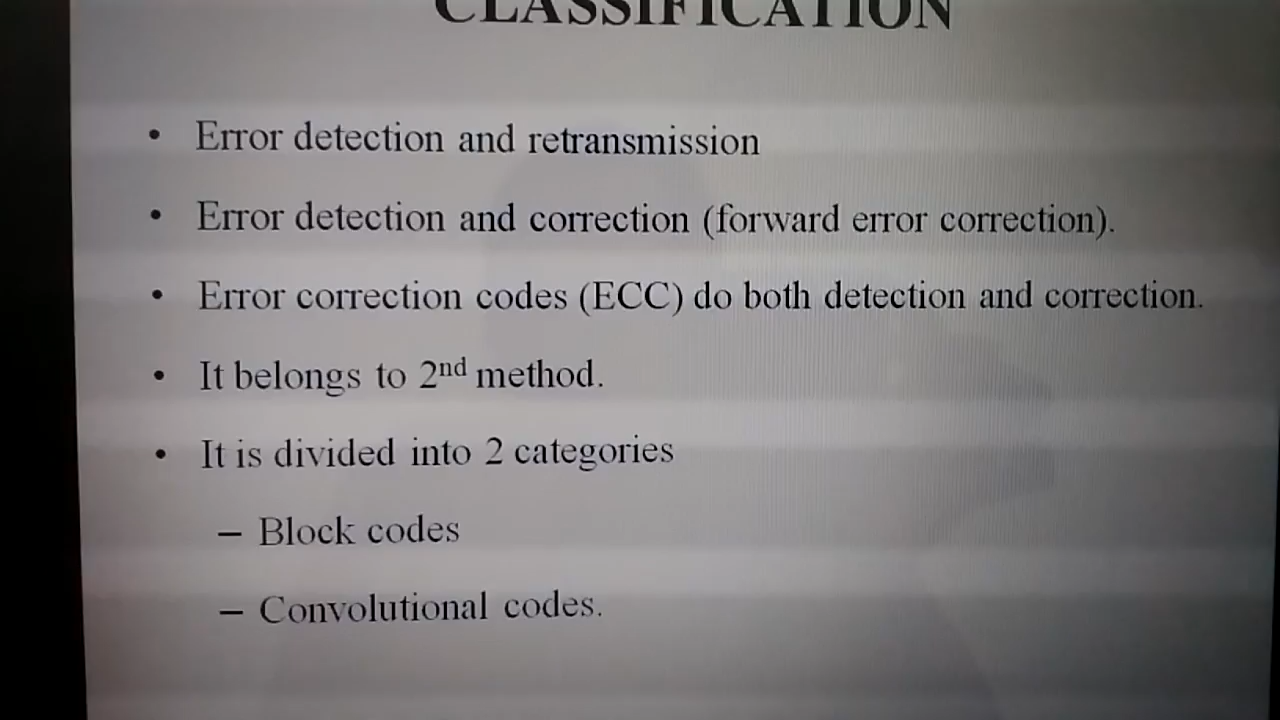 CLASSIFICATION
• Error detection and retransmission
• Error detection and correction (forward error correction).
• Error correction codes (ECC) do both detection and correction.
• It belongs to 2nd method.
• It is divided into 2 categories
– Block codes
– Convolutional codes.